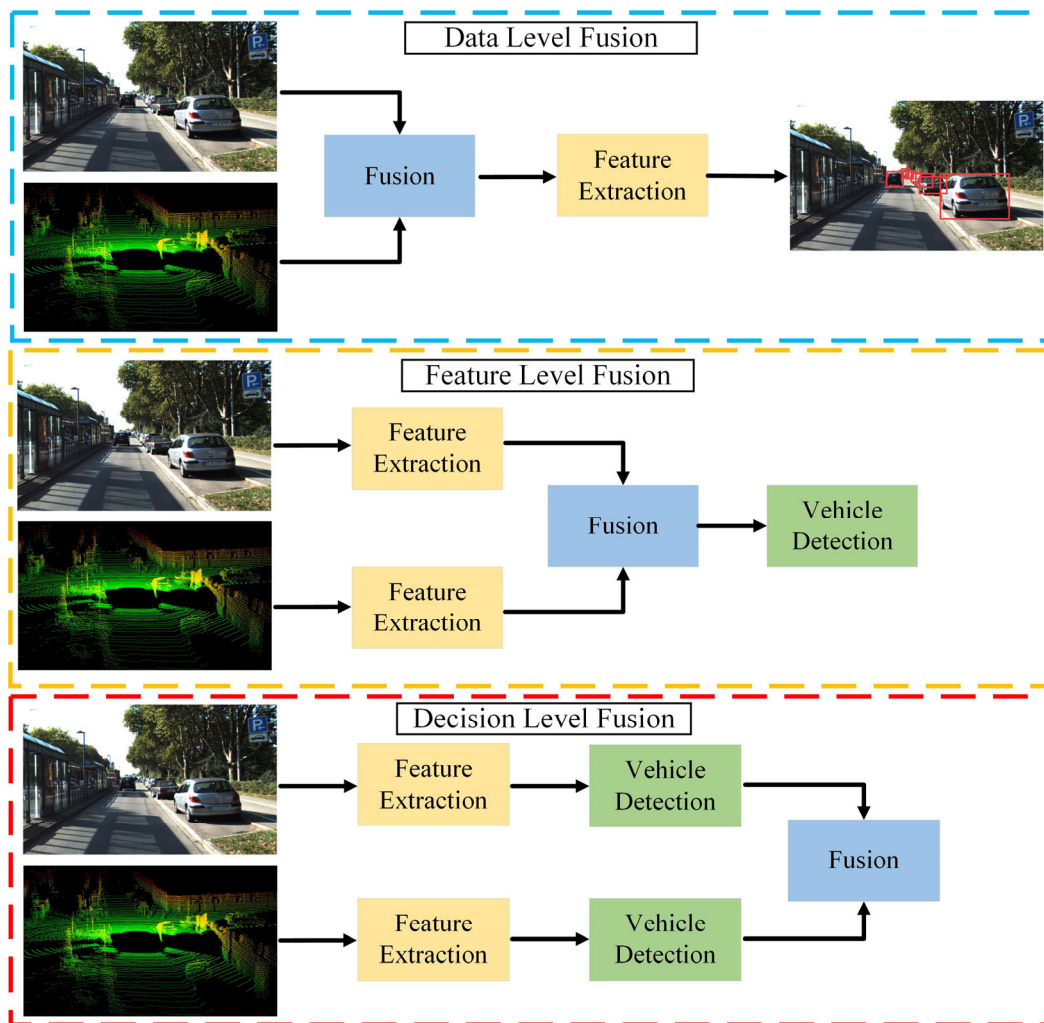 Data Level Fusion
P
Fusion
Feature
Extraction
P
Feature Level Fusion
P
Feature
Extraction
Fusion
Vehicle
Detection
Feature
Extraction
Decision Level Fusion
P
Feature
Extraction
Vehicle
Detection
Fusion
Feature
Extraction
Vehicle
Detection